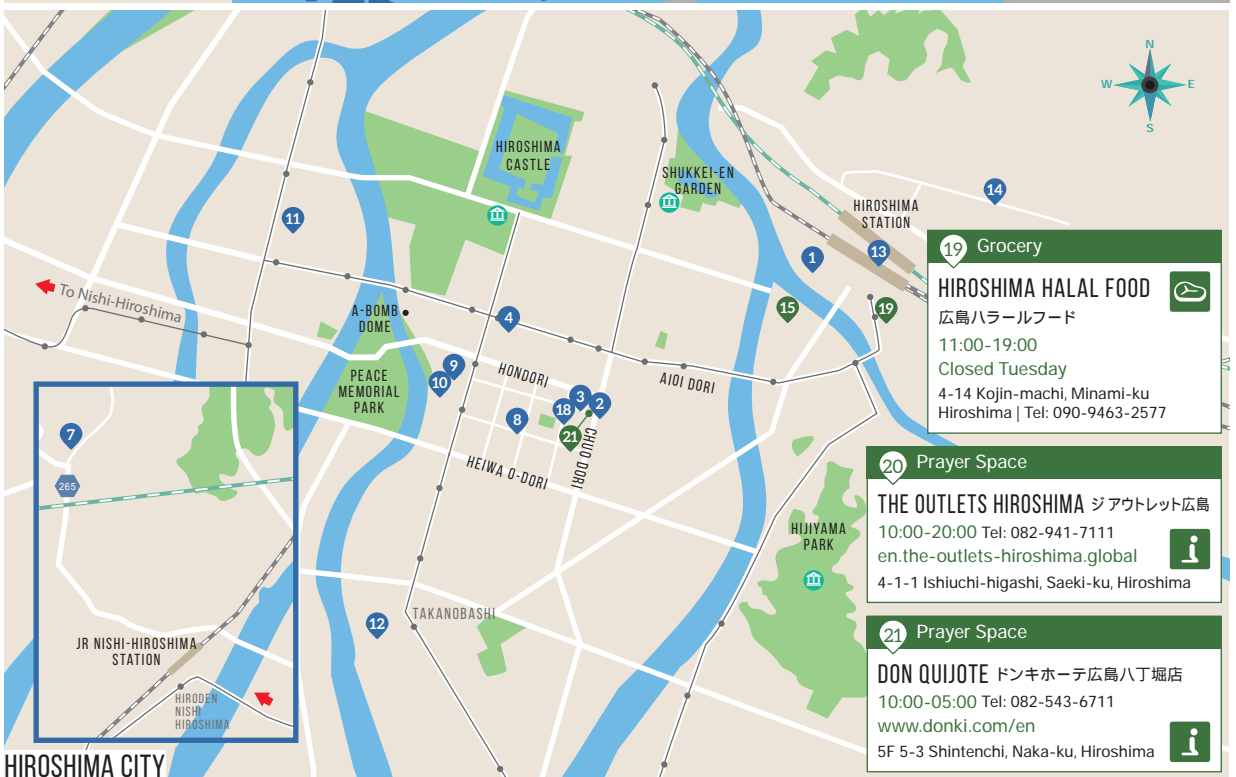 N
W
E
S
HIROSHIMA
CASTLE
SHUKKEI-EN
GARDEN
14
HIROSHIMA
STATION
11
13
1
To Nishi-Hiroshima
A-BOMB
DOME
4
15
19
9
10
HONDORI
AIOI DORI
PEACE
MEMORIAL
PARK
3
2
18
8
21
CHUO DORI
HEIWA O-DORI
7
265
HIJIYAMA
PARK
12
TAKANOBASHI
JR NISHI-HIROSHIMA
STATION
HIRODEN
NISHI
HIROSHIMA
HIROSHIMA CITY
19 Grocery
HIROSHIMA HALAL FOOD
広島ハラールフード
11:00-19:00
Closed Tuesday
4-14 Kojin-machi, Minami-ku
Hiroshima | Tel: 090-9463-2577
20 Prayer Space
THE OUTLETS HIROSHIMA ジ アウトレット広島
10:00-20:00 Tel: 082-941-7111
en.the-outlets-hiroshima.global
4-1-1 Ishiuchi-higashi, Saeki-ku, Hiroshima
21 Prayer Space
DON QUIJOTE ドンキホーテ広島八丁堀店
10:00-05:00 Tel: 082-543-6711
www.donki.com/en
5F 5-3 Shintenchi, Naka-ku, Hiroshima